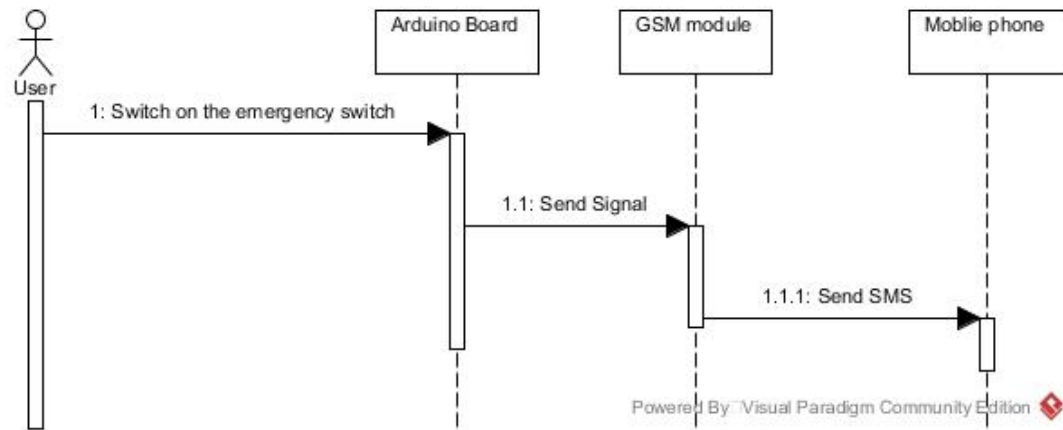 Arduino Board
GSM module
Moblie phone
User
1: Switch on the emergency switch
1.1: Send Signal
1.1.1: Send SMS
Powered By Visual Paradigm Community Edition